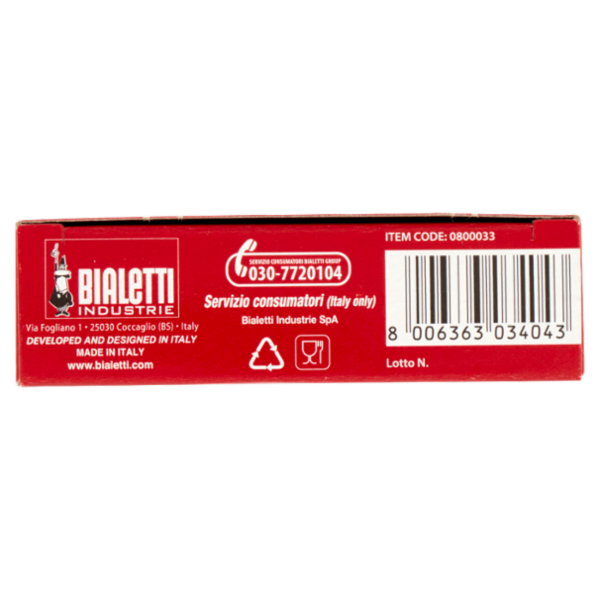 BIALETTI
INDUSTRIE
Via Fogliano 1 • 25030 Coccaglio (BS) • Italy
DEVELOPED AND DESIGNED IN ITALY
MADE IN ITALY
www.bialetti.com
SERVIZIO CONSUMATORI BIALETTI GROUP
030-7720104
Servizio consumatori (Italy only)
Bialetti Industrie SpA
ITEM CODE: 0800033
8 006363 034043
Lotto N.